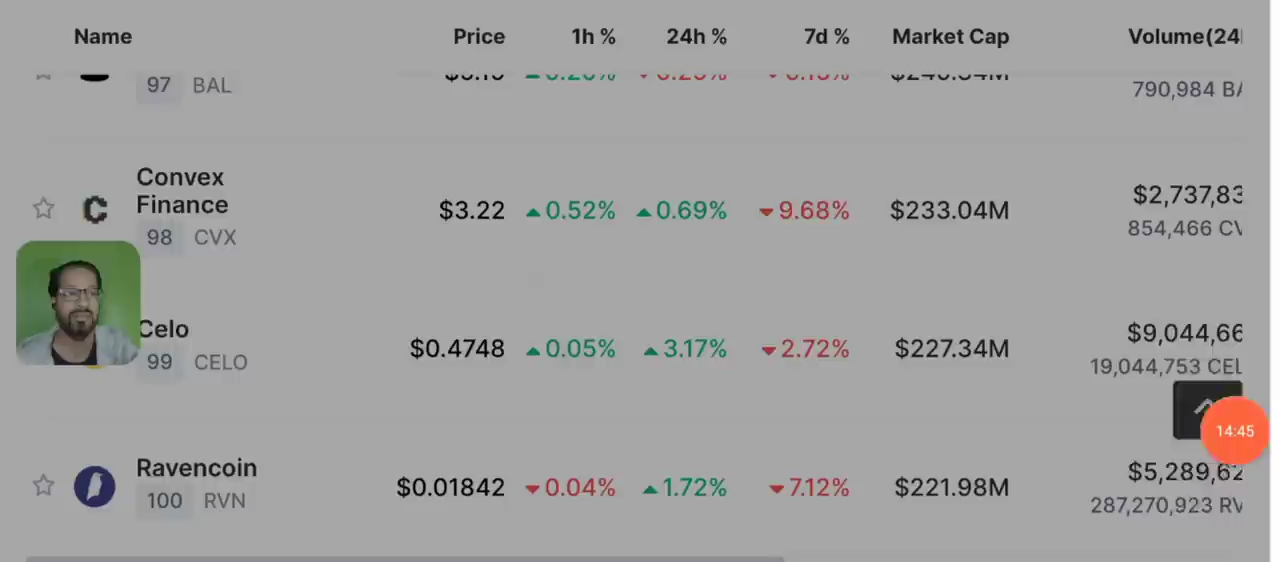 Name Price 1h % 24h % 7d % Market Cap Volume(24
97 BAL 790,984 BA
Convex
Finance
98 CVX
$3.22 0.52% 0.69% 9.68% $233.04M $2,737,83
854,466 CV
Celo
99 CELO
$0.4748 0.05% 3.17% 2.72% $227.34M $9,044,66
19,044,753 CEL
14:45
Ravencoin
100 RVN
$0.01842 0.04% 1.72% 7.12% $221.98M $5,289,62
287,270,923 RV